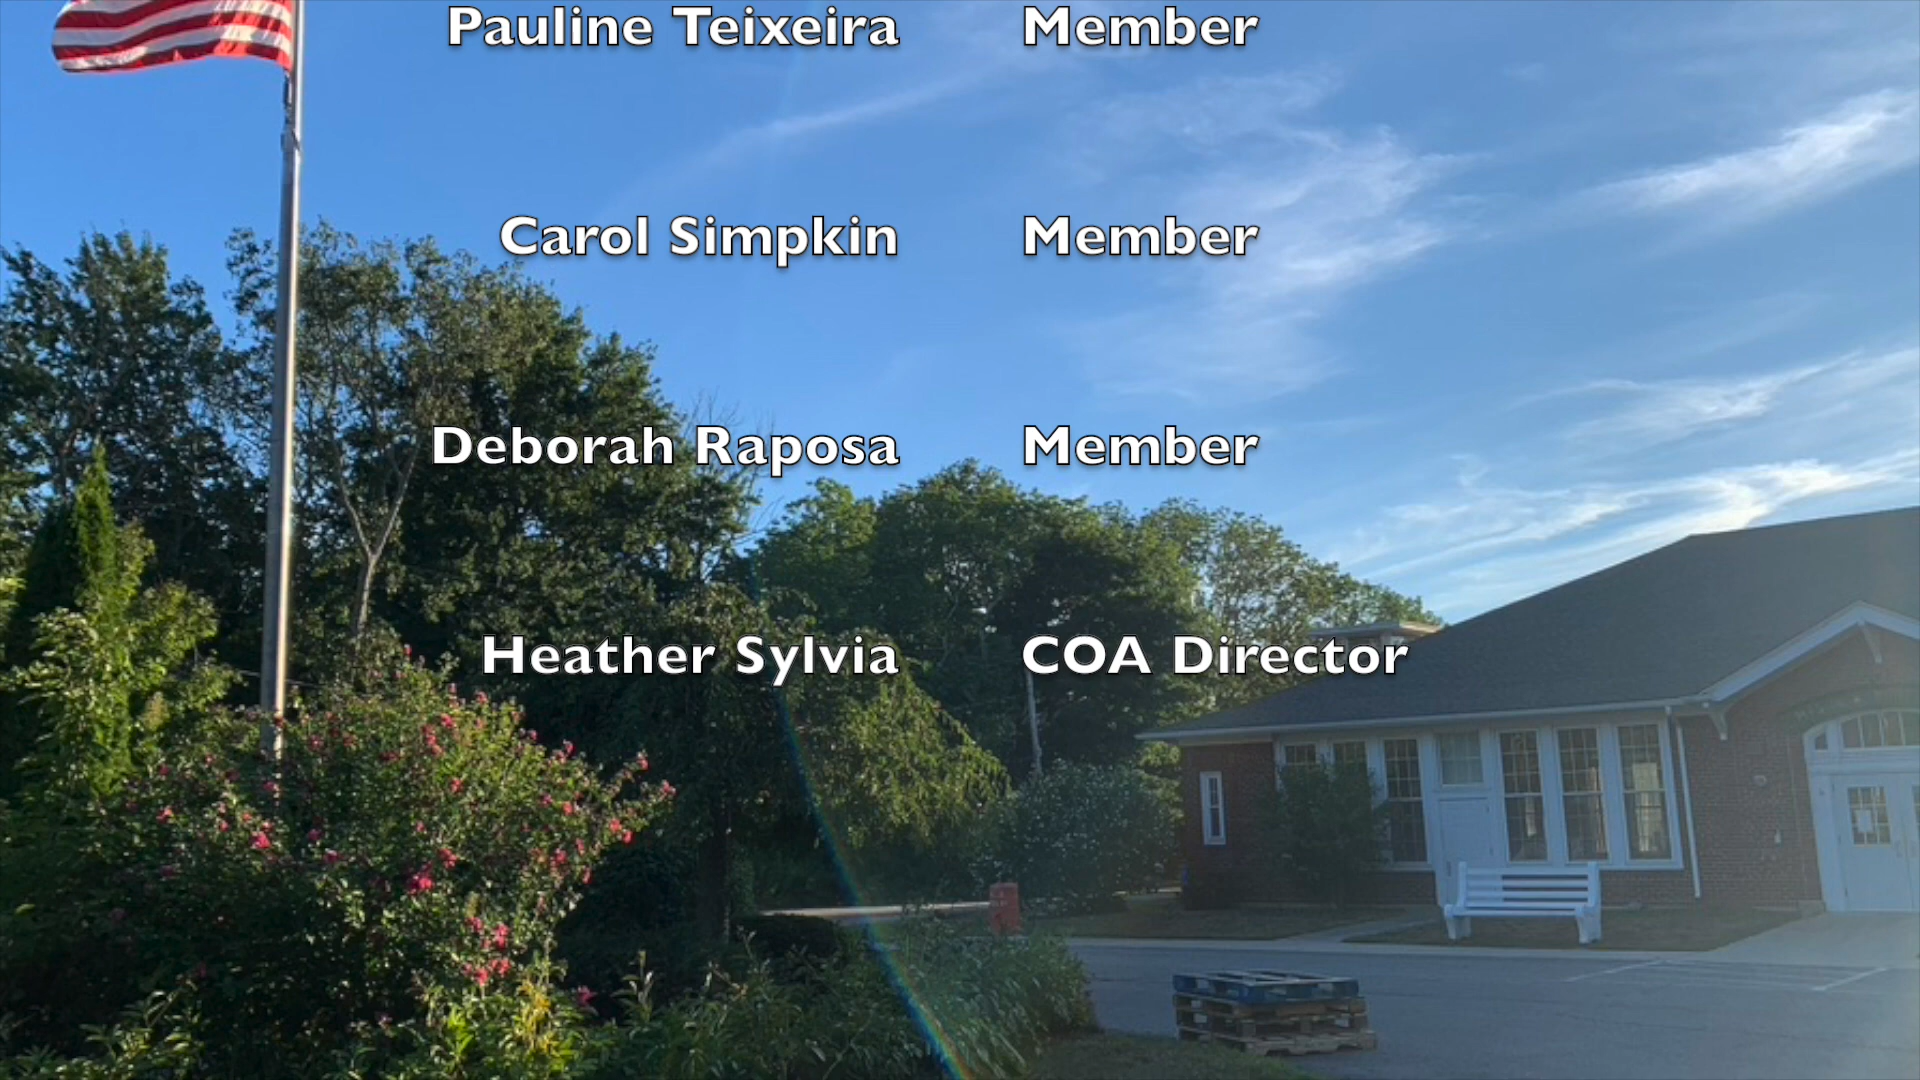 Pauline Teixeira Member
Carol Simpkin Member
Deborah Raposa Member
Heather Sylvia COA Director